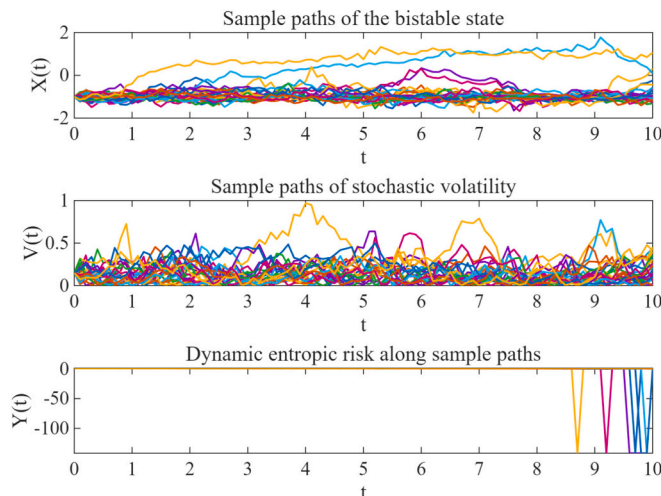 Sample paths of the bistable state
2
0
-2
X(t)
0 1 2 3 4 5 6 7 8 9 10
t
Sample paths of stochastic volatility
1
0.5
0
V(t)
0 1 2 3 4 5 6 7 8 9 10
t
Dynamic entropic risk along sample paths
0
-50
-100
Y(t)
0 1 2 3 4 5 6 7 8 9 10
t